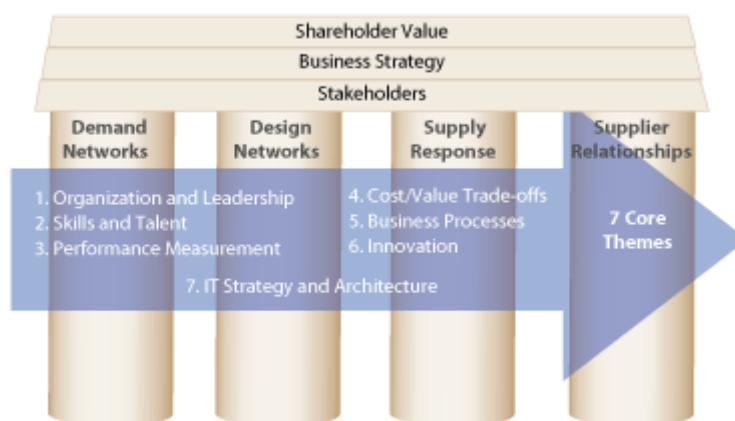 Shareholder Value
Business Strategy
Stakeholders
Demand
Networks
Design
Networks
Supply
Response
Supplier
Relationships
1. Organization and Leadership
2. Skills and Talent
3. Performance Measurement
4. Cost/Value Trade-offs
5. Business Processes
6. Innovation
7. IT Strategy and Architecture
7 Core
Themes